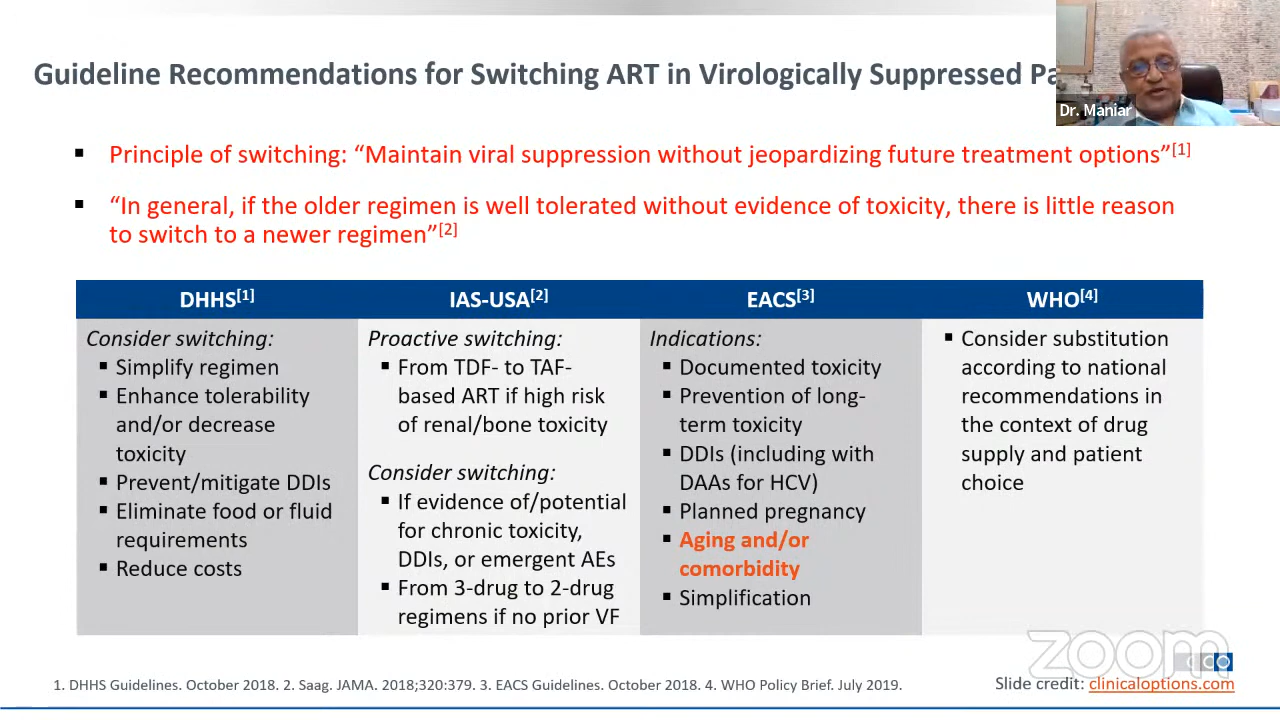 Guideline Recommendations for Switching ART in Virologically Suppressed Pa
Dr. Maniar
▪ Principle of switching: “Maintain viral suppression without jeopardizing future treatment options”[1]
▪ “In general, if the older regimen is well tolerated without evidence of toxicity, there is little reason
to switch to a newer regimen”[2]
DHHS[1]
Consider switching:
▪ Simplify regimen
▪ Enhance tolerability
and/or decrease
toxicity
▪ Prevent/mitigate DDIs
▪ Eliminate food or fluid
requirements
▪ Reduce costs
IAS-USA[2]
Proactive switching:
▪ From TDF- to TAF-
based ART if high risk
of renal/bone toxicity
Consider switching:
▪ If evidence of/potential
for chronic toxicity,
DDIs, or emergent AEs
▪ From 3-drug to 2-drug
regimens if no prior VF
EACS[3]
Indications:
▪ Documented toxicity
▪ Prevention of long-
term toxicity
▪ DDIs (including with
DAAs for HCV)
▪ Planned pregnancy
▪ Aging and/or
comorbidity
▪ Simplification
WHO[4]
▪ Consider substitution
according to national
recommendations in
the context of drug
supply and patient
choice
zoom
1. DHHS Guidelines. October 2018. 2. Saag. JAMA. 2018;320:379. 3. EACS Guidelines. October 2018. 4. WHO Policy Brief. July 2019.
Slide credit: clinicaloptions.com